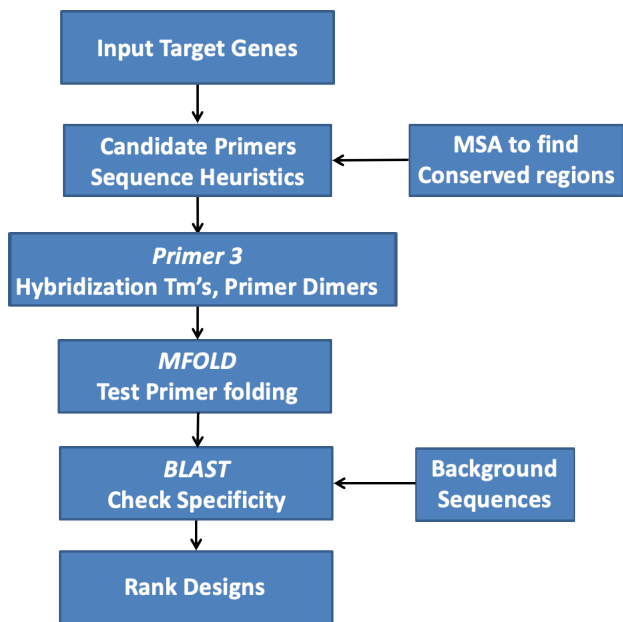 Input Target Genes
Candidate Primers
Sequence Heuristics
MSA to find
Conserved regions
Primer 3
Hybridization Tm's, Primer Dimers
MFOLD
Test Primer folding
BLAST
Check Specificity
Background
Sequences
Rank Designs